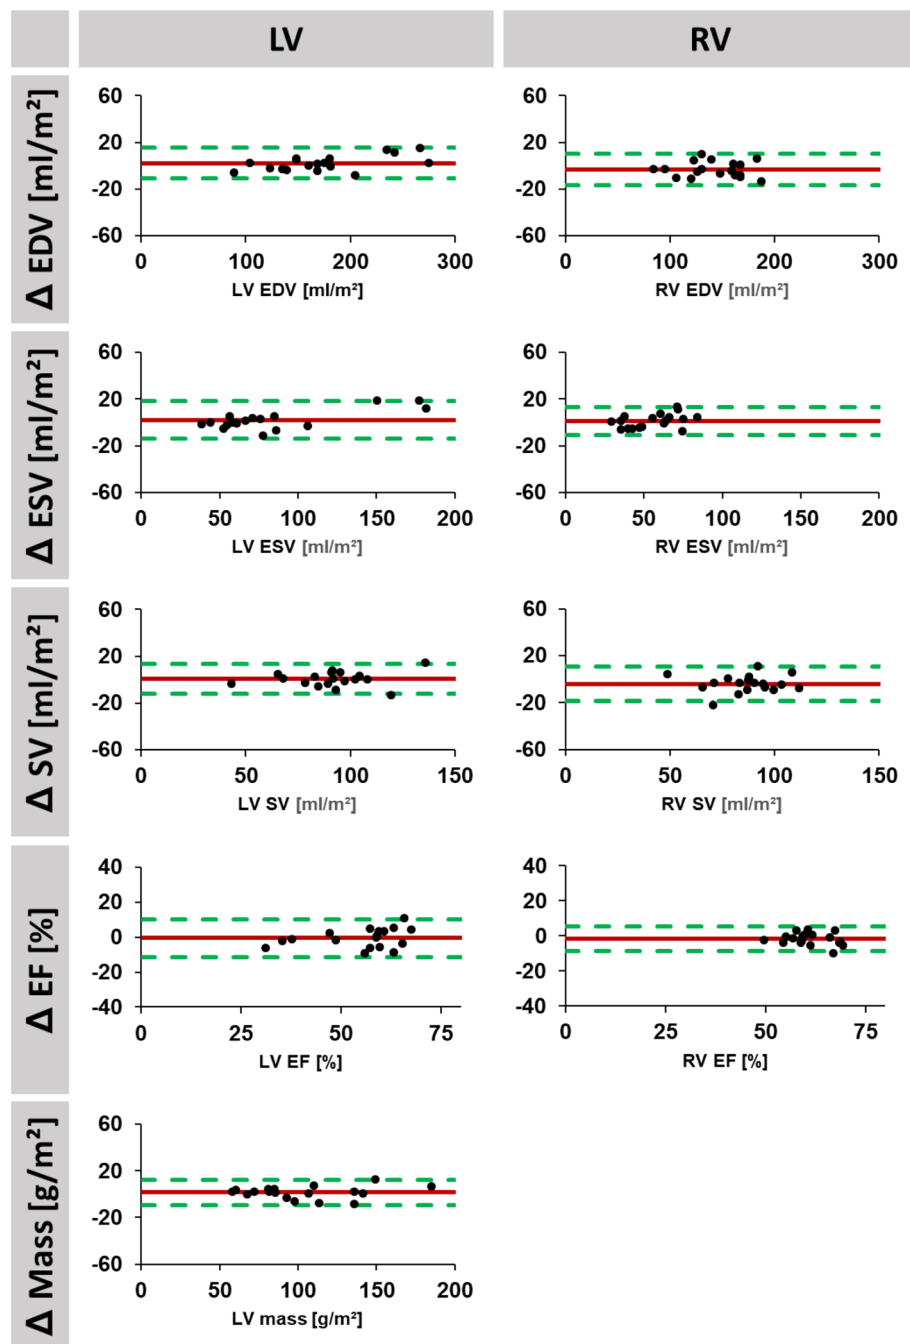 LV RV
Δ EDV [ml/m²]
60 60
20 20
-20 -20
-60 -60
0 100 200 300 0 100 200 300
LV EDV [ml/m²] RV EDV [ml/m²]
Δ ESV [ml/m²]
60 60
20 20
-20 -20
-60 -60
0 50 100 150 200 0 50 100 150 200
LV ESV [ml/m²] RV ESV [ml/m²]
Δ SV [ml/m²]
60 60
20 20
-20 -20
-60 -60
0 50 100 150 0 50 100 150
LV SV [ml/m²] RV SV [ml/m²]
Δ EF [%]
40 40
20 20
0 0
-20 -20
-40 -40
0 25 50 75 0 25 50 75
LV EF [%] RV EF [%]
Δ Mass [g/m²]
60
20
-20
-60
0 50 100 150 200
LV mass [g/m²]